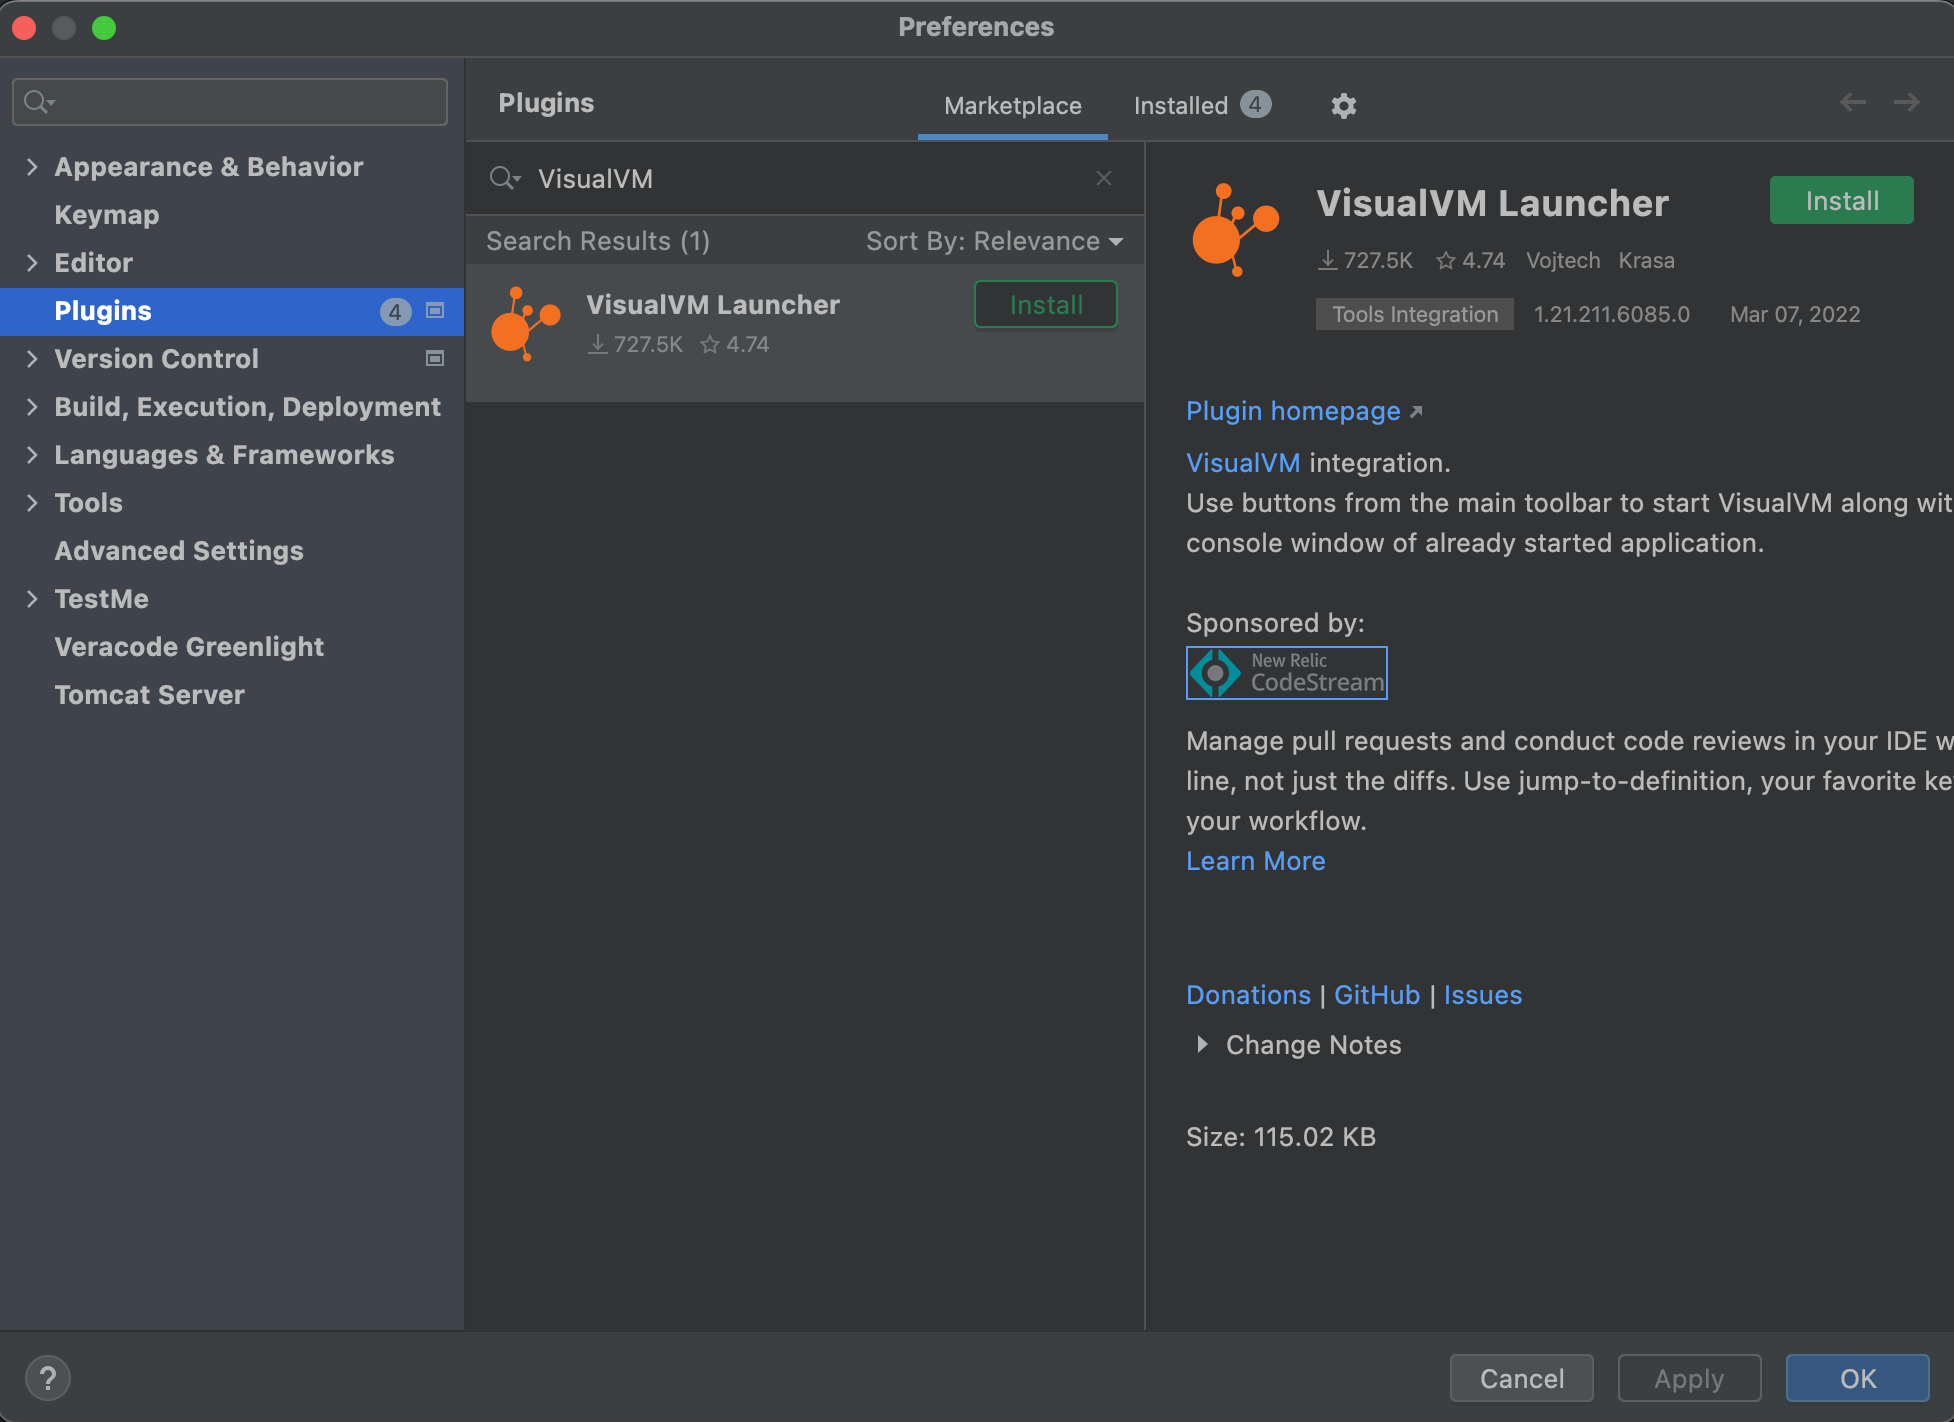 Preferences
Appearance & Behavior
Keymap
Editor
Plugins 4
Version Control
Build, Execution, Deployment
Languages & Frameworks
Tools
Advanced Settings
TestMe
Veracode Greenlight
Tomcat Server
Plugins
Marketplace
Installed 4
VisualVM
Search Results (1)
Sort By: Relevance
VisualVM Launcher
Install
727.5K 4.74
VisualVM Launcher
Install
727.5K 4.74 Vojtech Krasa
Tools Integration 1.21.211.6085.0 Mar 07, 2022
Plugin homepage
VisualVM integration.
Use buttons from the main toolbar to start VisualVM along wit
console window of already started application.
Sponsored by:
New Relic
CodeStream
Manage pull requests and conduct code reviews in your IDE w
line, not just the diffs. Use jump-to-definition, your favorite ke
your workflow.
Learn More
Donations | GitHub | Issues
Change Notes
Size: 115.02 KB
?
Cancel
Apply
OK